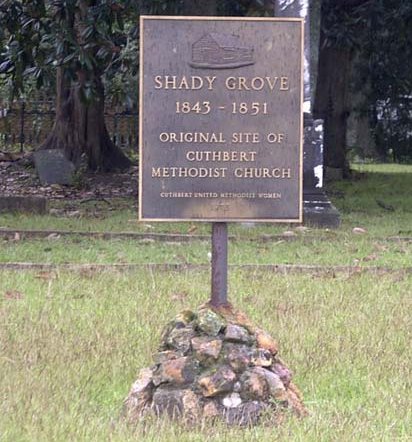 SHADY GROVE
1843 - 1851
ORIGINAL SITE OF
CUTHBERT
METHODIST CHURCH
CUTHBERT UNITED METHODIST WOMEN